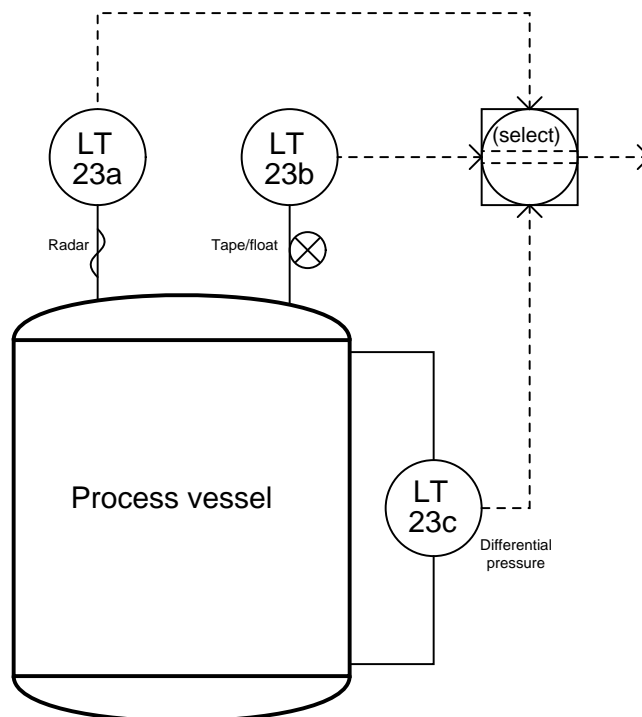 LT
23a
LT
23b
(select)
Radar
Tape/float
Process vessel
LT
23c
Differential
pressure